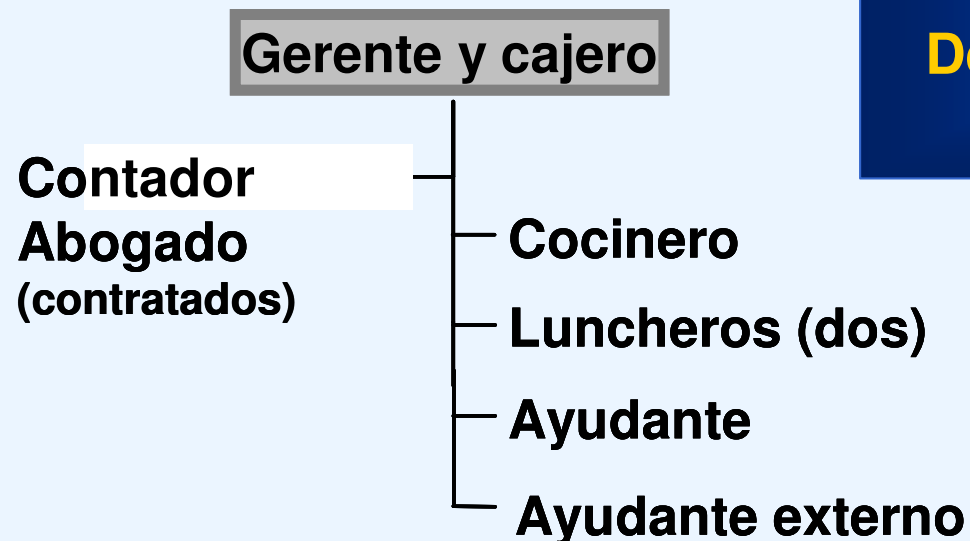 Gerente y cajero
Contador
Abogado
(contratados)
Cocinero
Luncheros (dos)
Ayudante
Ayudante externo